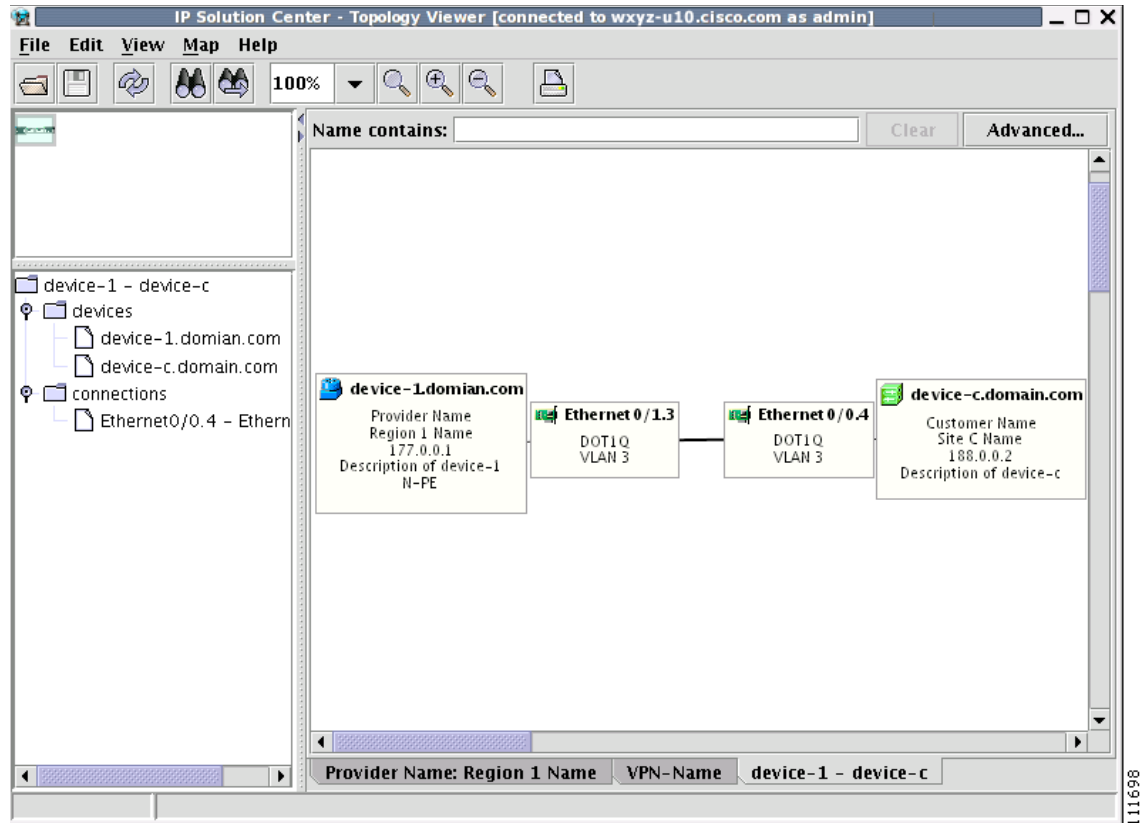 IP Solution Center - Topology Viewer [connected to wxyz-u10.cisco.com as admin]
File Edit View Map Help
100%
Name contains: Clear Advanced...
device-1 - device-c
devices
device-1.domian.com
device-c.domain.com
connections
Ethernet0/0.4 - Ethern
device-1.domian.com
Provider Name
Region 1 Name
177.0.0.1
Description of device-1
N-PE
Ethernet 0/1.3
DOT1Q
VLAN 3
Ethernet 0/0.4
DOT1Q
VLAN 3
device-c.domain.com
Customer Name
Site C Name
188.0.0.2
Description of device-c
Provider Name: Region 1 Name VPN-Name device-1 - device-c
111698